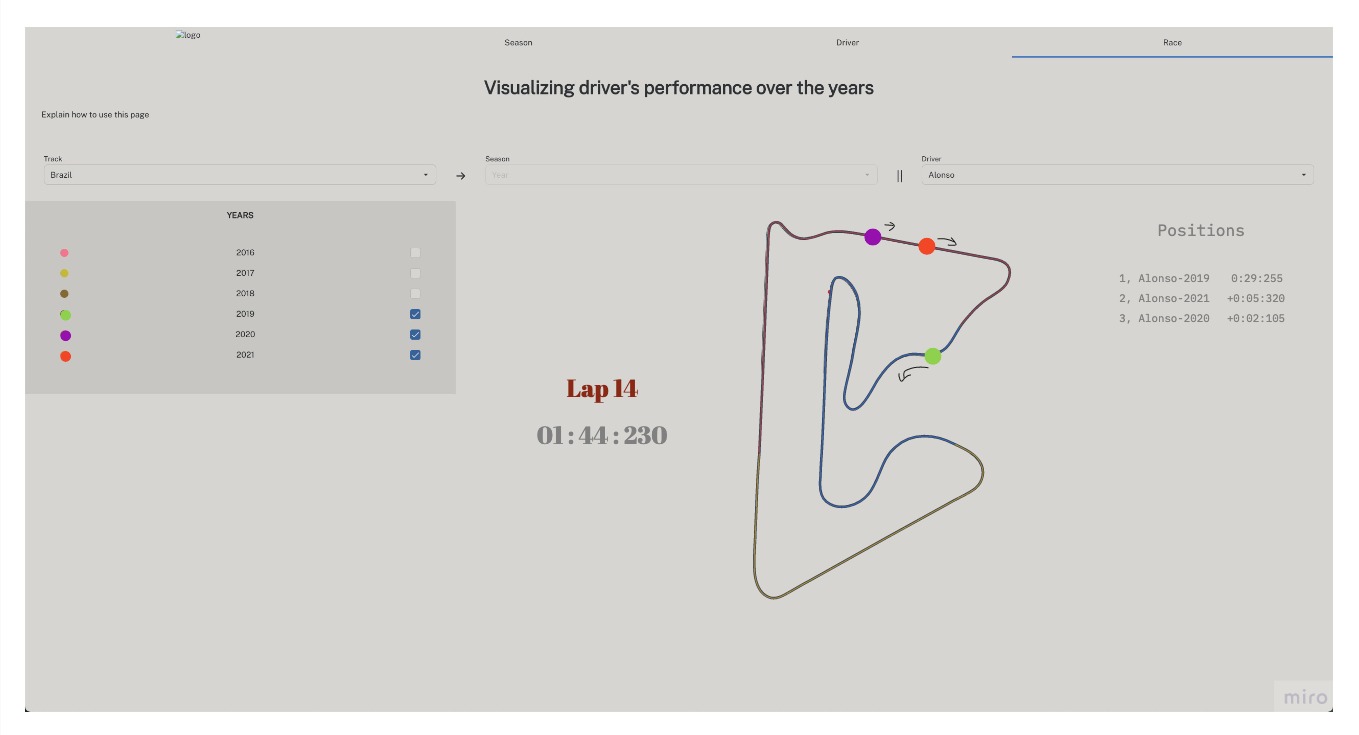 logo
Season
Driver
Race
Visualizing driver's performance over the years
Explain how to use this page
Track
Season
Driver
Brazil
Year
Alonso
YEARS
2016
2017
2018
2019
2020
2021
Lap 14
01:44:230
Positions
1, Alonso-2019 0:29:255
2, Alonso-2021 +0:05:320
3, Alonso-2020 +0:02:105
miro